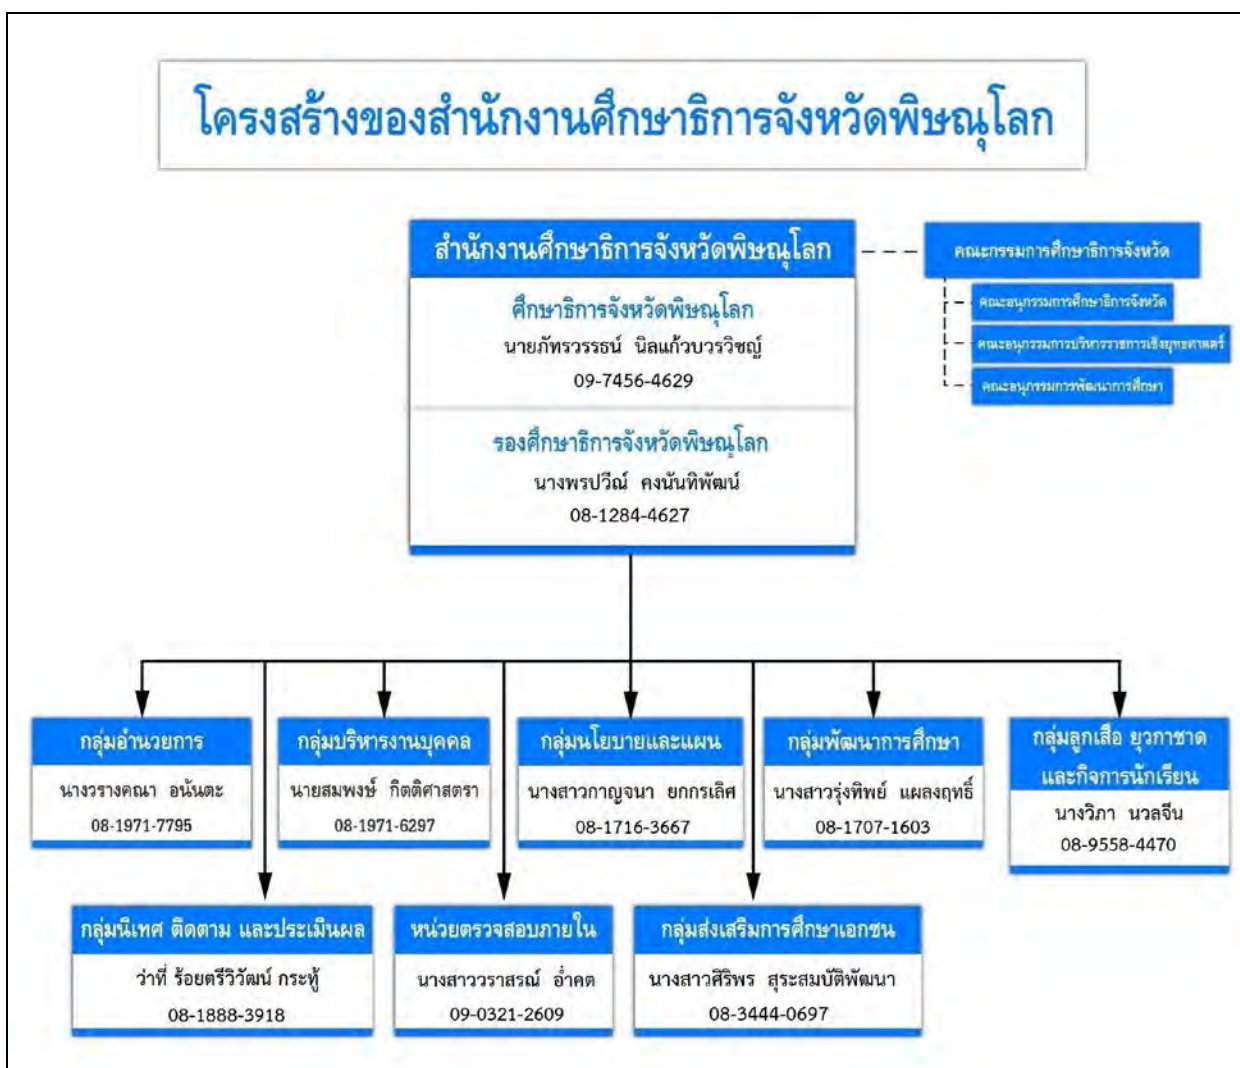 โครงสร้างของสำนักงานศึกษาธิการจังหวัดพิษณุโลก
สำนักงานศึกษาธิการจังหวัดพิษณุโลก
ศึกษาธิการจังหวัดพิษณุโลก
นายภัทรวรรธน์ นิลแก้วบวรวิชญ์
09-7456-4629
รองศึกษาธิการจังหวัดพิษณุโลก
นางพรปวีณ์ คงนันทิพัฒน์
08-1284-4627
คณะกรรมการศึกษาธิการจังหวัด
คณะอนุกรรมการศึกษาธิการจังหวัด
คณะอนุกรรมการบริหารราชการเชิงยุทธศาสตร์
คณะอนุกรรมการพัฒนาการศึกษา
กลุ่มอำนวยการ
นางวรางคณา อนันตะ
08-1971-7795
กลุ่มบริหารงานบุคคล
นายสมพงษ์ กิตติศาสตรา
08-1971-6297
กลุ่มนโยบายและแผน
นางสาวกาญจนา ยกกรเลิศ
08-1716-3667
กลุ่มพัฒนาการศึกษา
นางสาวรุ่งทิพย์ แผลงฤทธิ์
08-1707-1603
กลุ่มลูกเสือ ยุวกาชาด
และกิจการนักเรียน
นางวิภา นวลจีน
08-9558-4470
กลุ่มนิเทศ ติดตาม และประเมินผล
ว่าที่ ร้อยตรีวิวัฒน์ กระทู้
08-1888-3918
หน่วยตรวจสอบภายใน
นางสาววราสรณ์ อ่ำคต
09-0321-2609
กลุ่มส่งเสริมการศึกษาเอกชน
นางสาวศิริพร สุระสมบัติพัฒนา
08-3444-0697